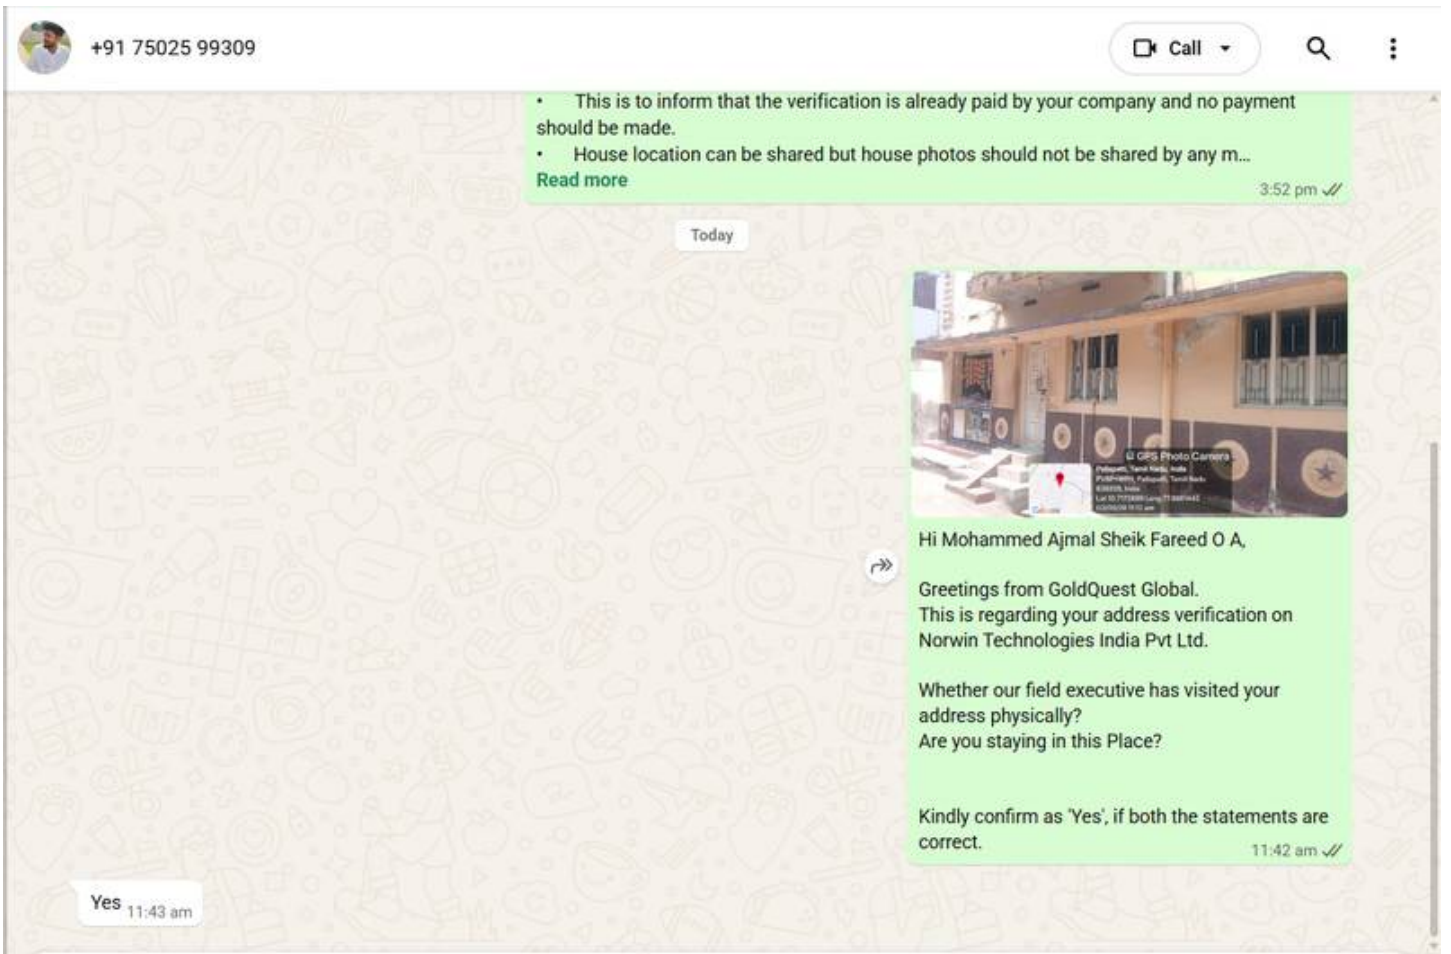 +91 75025 99309
Call
• This is to inform that the verification is already paid by your company and no payment
should be made.
• House location can be shared but house photos should not be shared by any m...
Read more
3:52 pm
Today
GPS Photo Camera
Pallapatti, Tamil Nadu, India
Google
Hi Mohammed Ajmal Sheik Fareed O A,
Greetings from GoldQuest Global.
This is regarding your address verification on
Norwin Technologies India Pvt Ltd.
Whether our field executive has visited your
address physically?
Are you staying in this Place?
Kindly confirm as 'Yes', if both the statements are
correct.
11:42 am
Yes
11:43 am